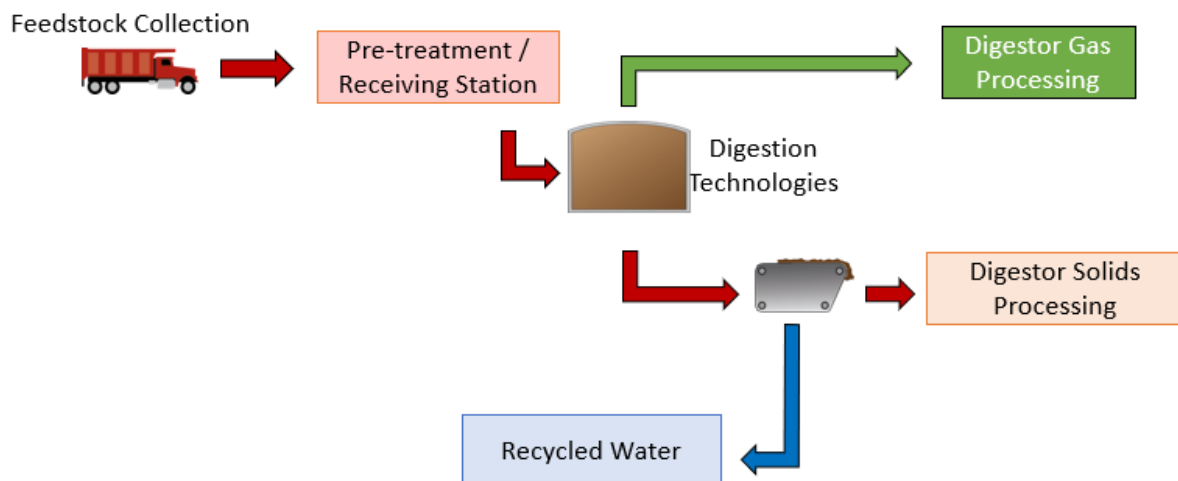 Feedstock Collection
Pre-treatment /
Receiving Station
Digestor Gas
Processing
Digestion
Technologies
Digestor Solids
Processing
Recycled Water